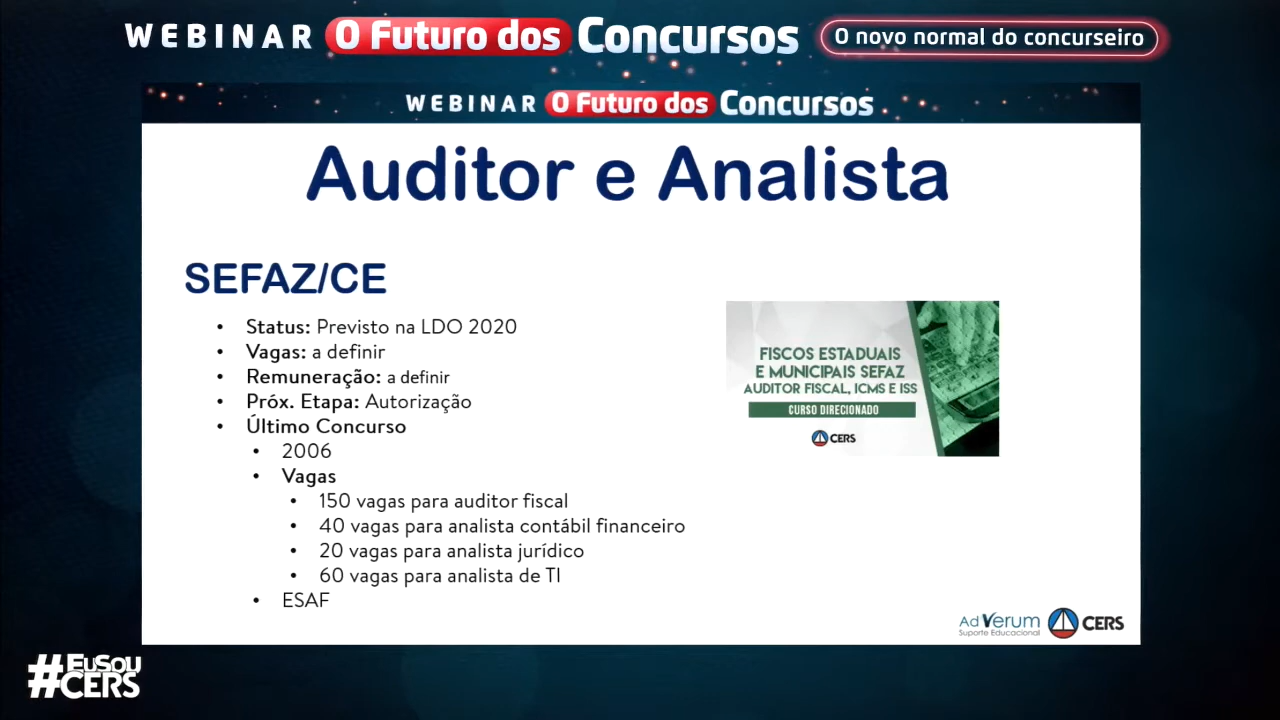 WEBINAR O Futuro dos Concursos O novo normal do concurseiro
WEBINAR O Futuro dos Concursos
Auditor e Analista
SEFAZ/CE
• Status: Previsto na LDO 2020
• Vagas: a definir
• Remuneração: a definir
• Próx. Etapa: Autorização
• Último Concurso
• 2006
• Vagas
• 150 vagas para auditor fiscal
• 40 vagas para analista contábil financeiro
• 20 vagas para analista jurídico
• 60 vagas para analista de TI
• ESAF
FISCOS ESTADUAIS
E MUNICIPAIS SEFAZ
AUDITOR FISCAL, ICMS E ISS
CURSO DIRECIONADO
CERS
Ad Verum
Suporte Educacional
CERS
#EUSOU
CERS